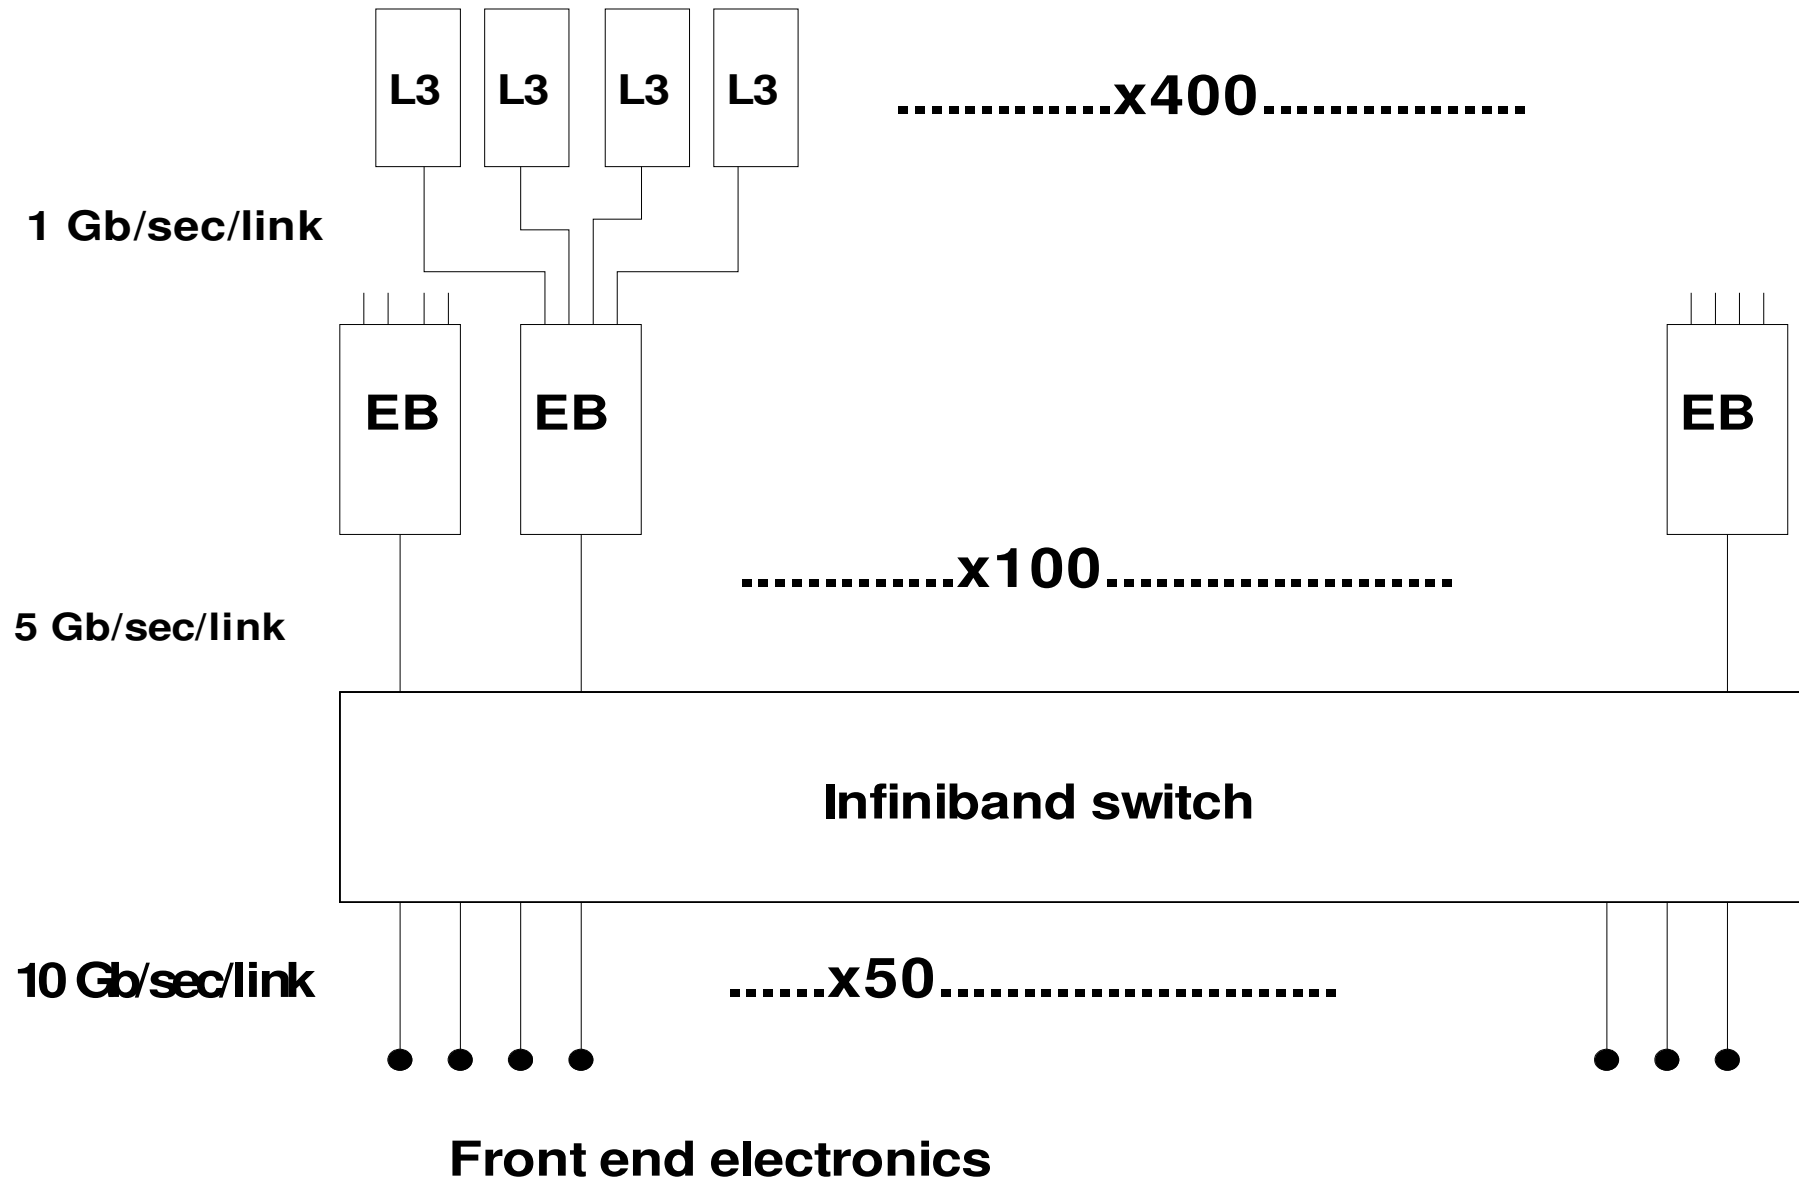 L3 L3 L3 L3
.............x400................
1 Gb/sec/link
EB EB EB
.............x100.....................
5 Gb/sec/link
Infiniband switch
10 Gb/sec/link
......x50........................
Front end electronics